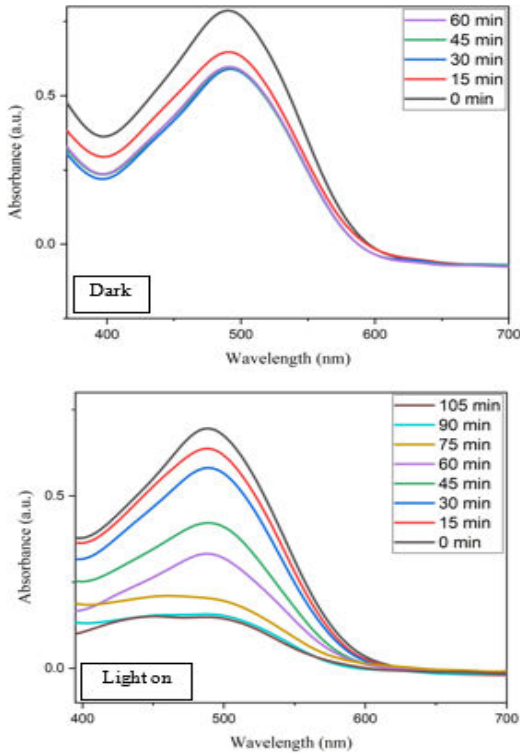 60 min
45 min
30 min
15 min
0 min
0.5
0.0
Absorbance (a.u.)
Dark
400
500
600
700
Wavelength (nm)
105 min
90 min
75 min
60 min
45 min
30 min
15 min
0 min
0.5
0.0
Absorbance (a.u.)
Light on
400
500
600
700
Wavelength (nm)